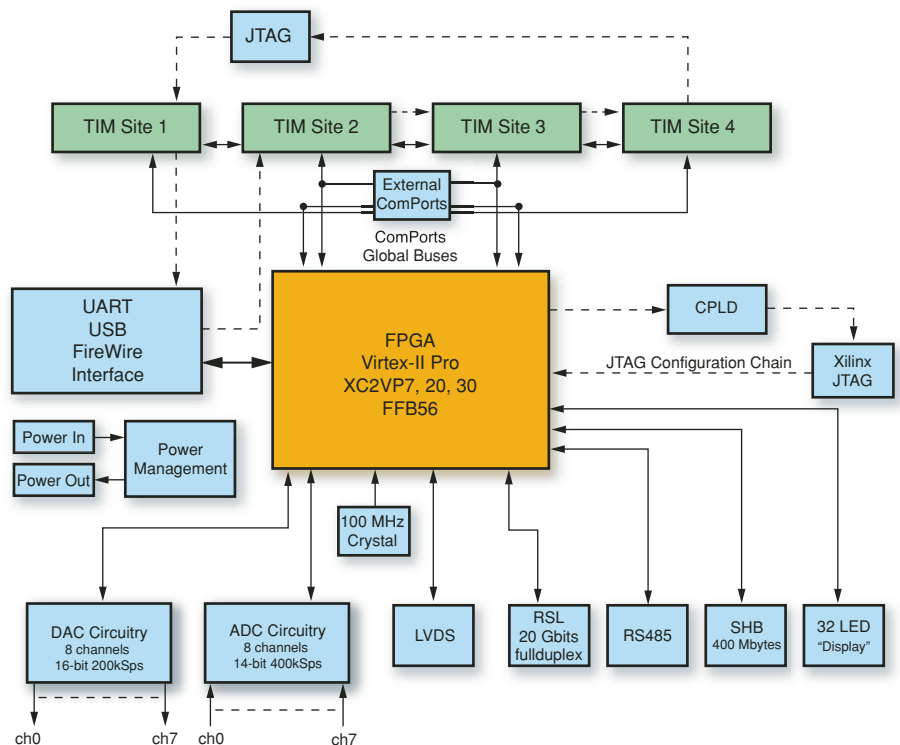 JTAG
TIM Site 1
TIM Site 2
TIM Site 3
TIM Site 4
External
ComPorts
ComPorts
Global Buses
UART
USB
FireWire
Interface
FPGA
Virtex-II Pro
XC2VP7, 20, 30
FFB56
CPLD
JTAG Configuration Chain
Xilinx
JTAG
Power In
Power Out
Power
Management
100 MHz
Crystal
DAC Circuitry
8 channels
16-bit 200kSps
ADC Circuitry
8 channels
14-bit 400kSps
LVDS
RSL
20 Gbits
fullduplex
RS485
SHB
400 Mbytes
32 LED
“Display”
ch0
ch7
ch0
ch7